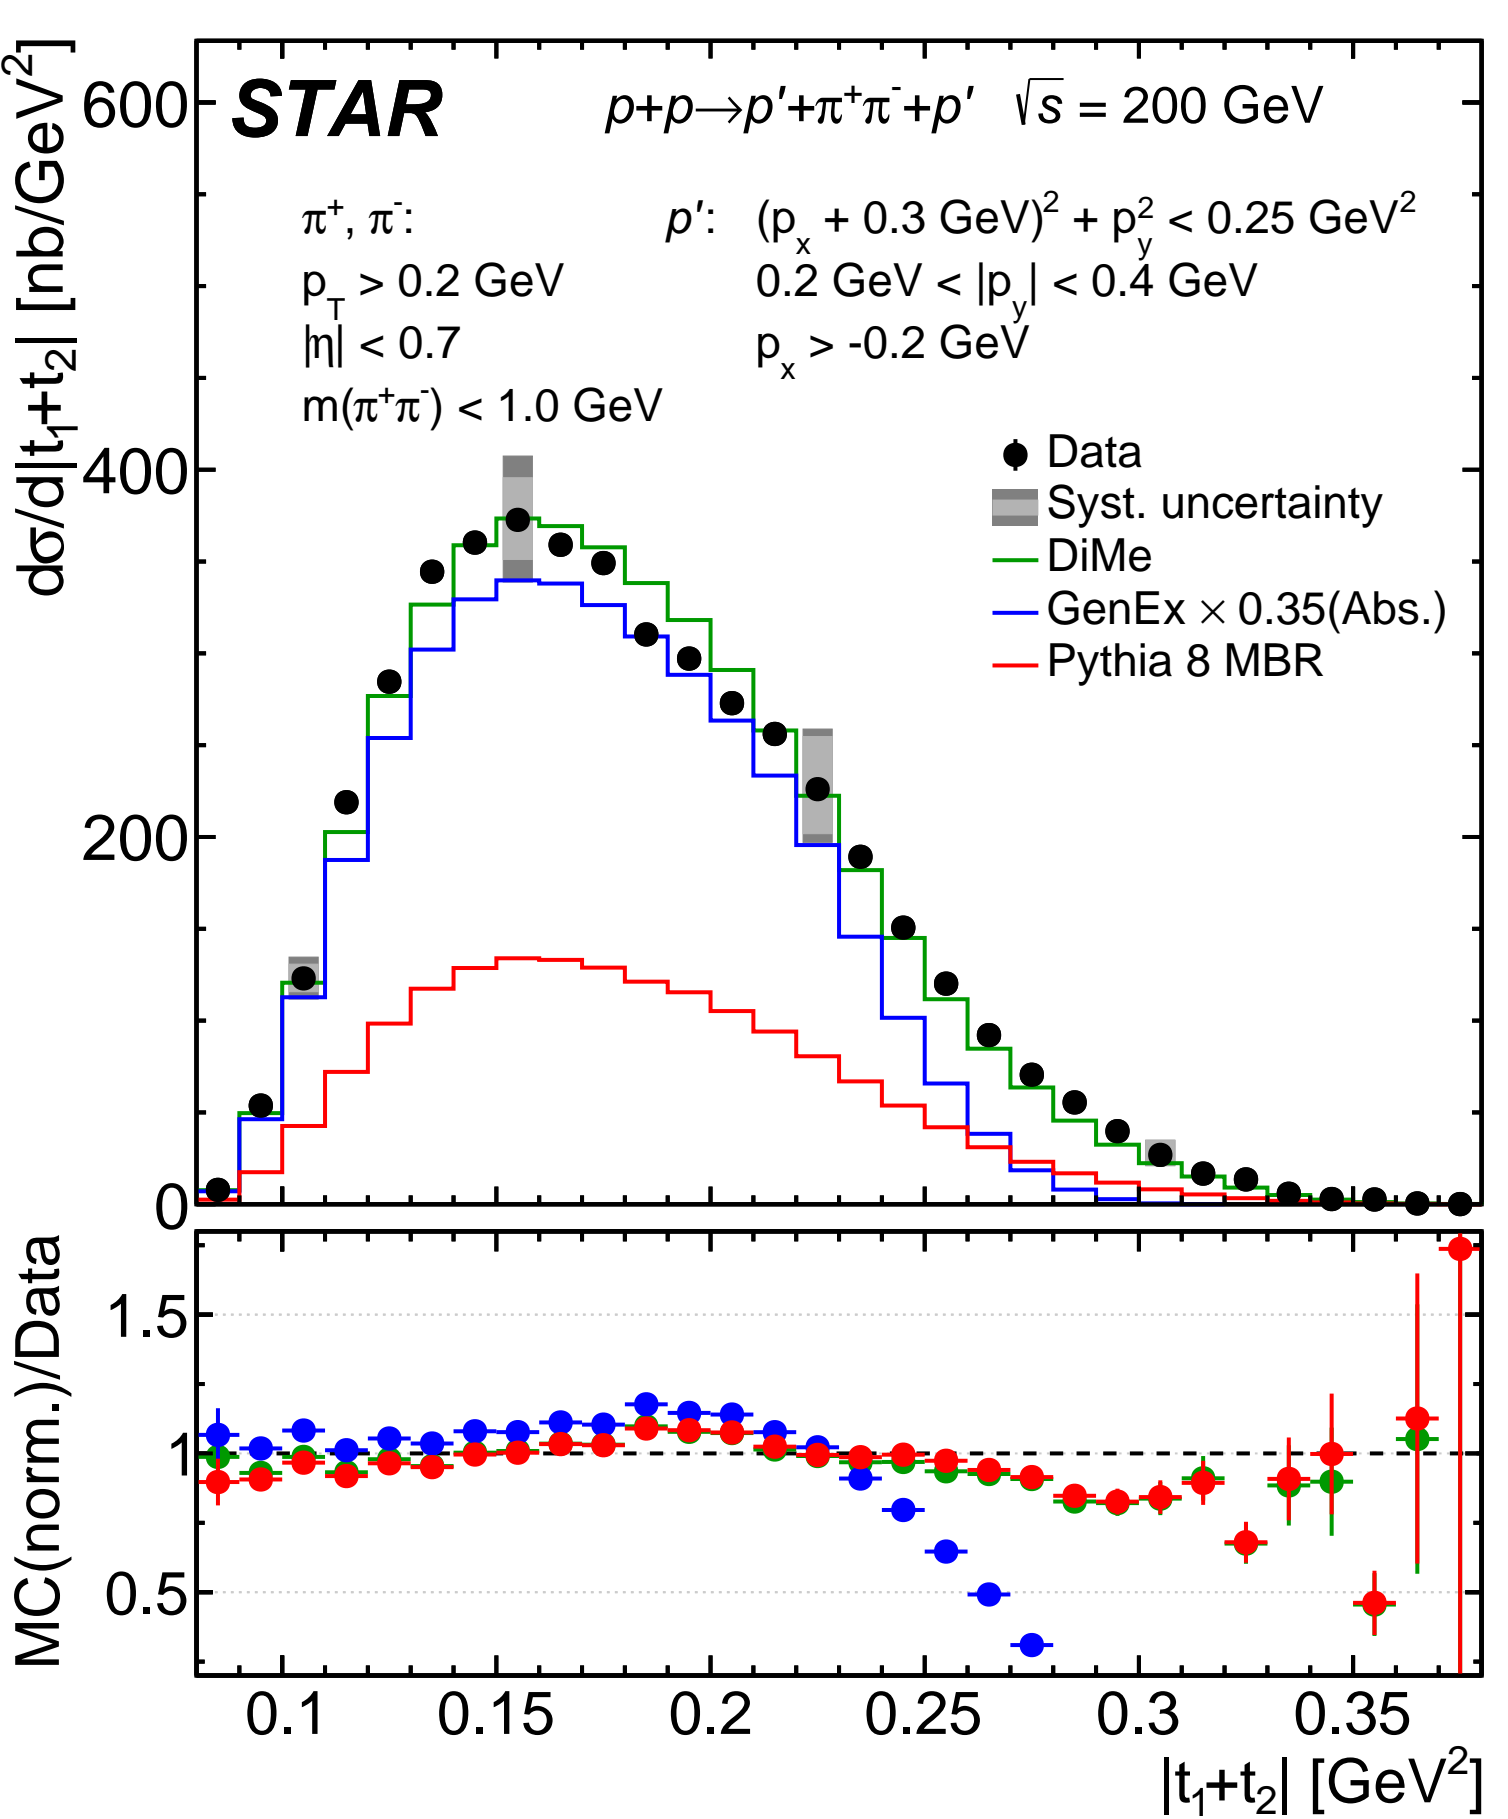 STAR p+p→p′+π⁺π⁻+p′ √s = 200 GeV
π⁺, π⁻: p′: (pₓ + 0.3 GeV)² + p_y² < 0.25 GeV²
p_T > 0.2 GeV 0.2 GeV < |p_y| < 0.4 GeV
|η| < 0.7 pₓ > -0.2 GeV
m(π⁺π⁻) < 1.0 GeV
Data
Syst. uncertainty
DiMe
GenEx × 0.35(Abs.)
Pythia 8 MBR
dσ/d|t₁+t₂| [nb/GeV²]
600
400
200
0
MC(norm.)/Data
1.5
1
0.5
0.1 0.15 0.2 0.25 0.3 0.35
|t₁+t₂| [GeV²]